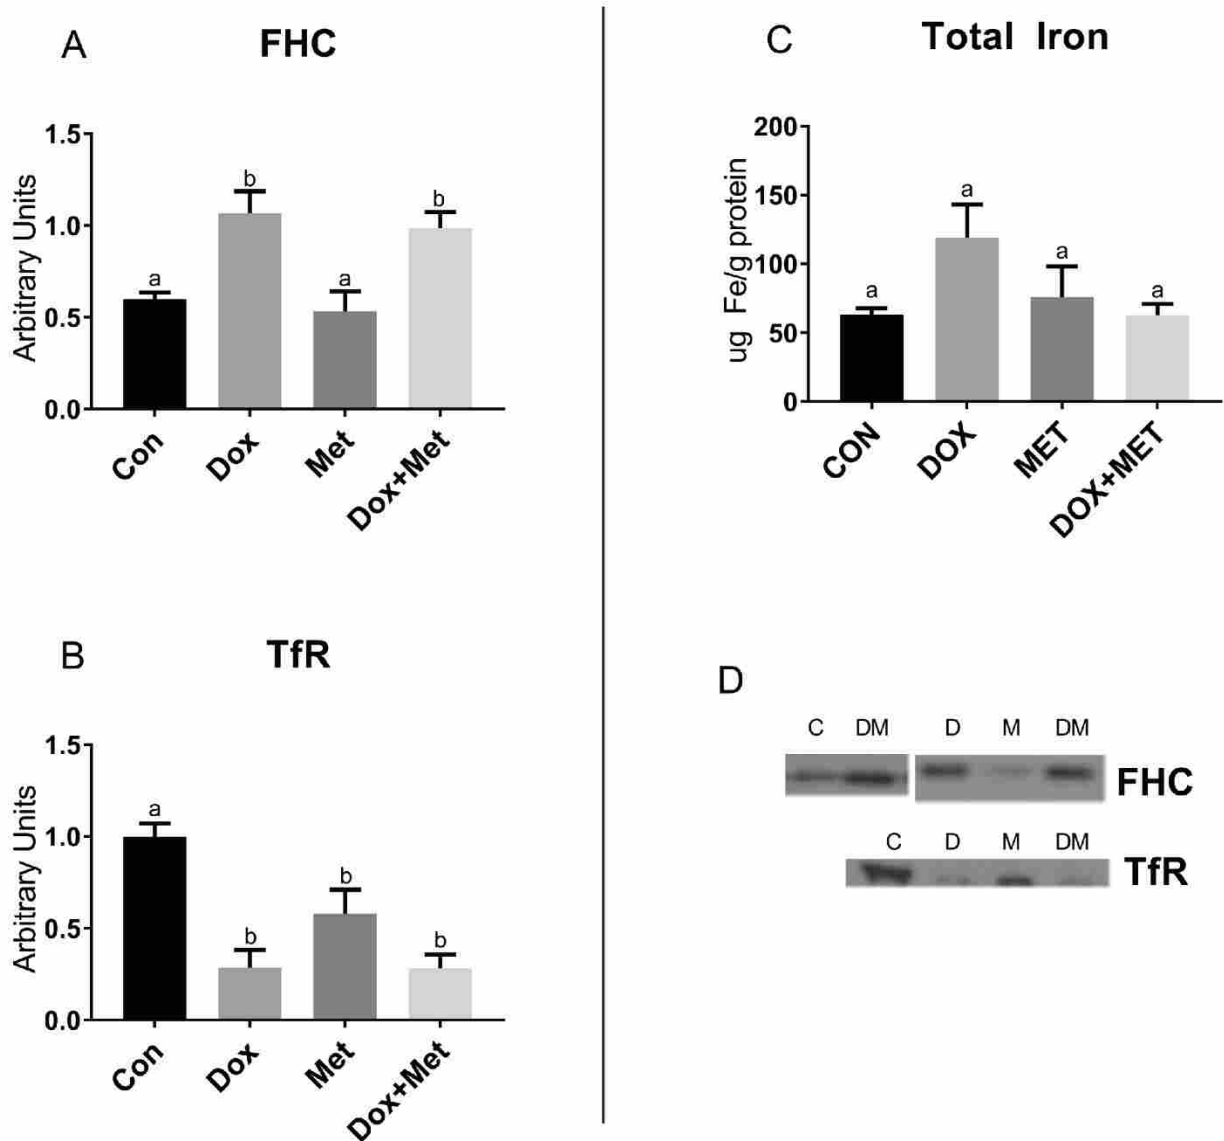 A
FHC
Arbitrary Units
1.5
1.0
0.5
0.0
a
b
a
b
Con
Dox
Met
Dox+Met
B
TfR
Arbitrary Units
1.5
1.0
0.5
0.0
a
b
b
b
Con
Dox
Met
Dox+Met
C
Total Iron
ug Fe/g protein
200
150
100
50
0
a
a
a
a
CON
DOX
MET
DOX+MET
D
C DM D M DM
FHC
C D M DM
TfR